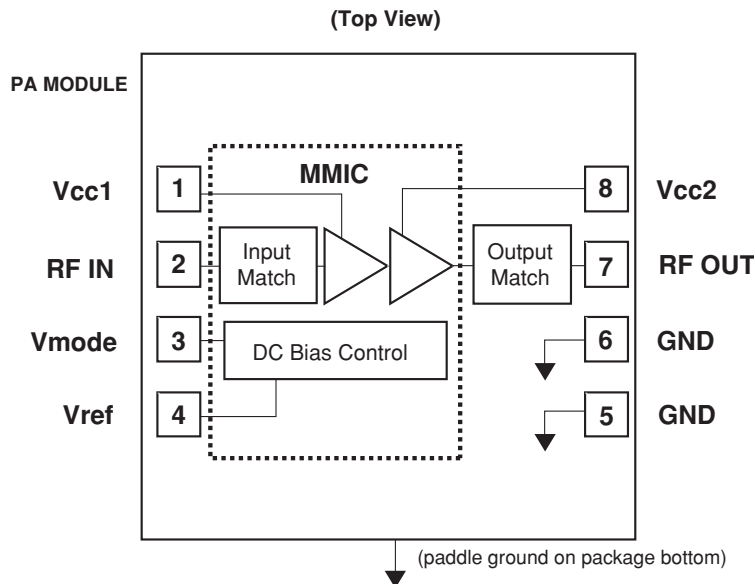 (Top View)
PA MODULE
MMIC
Vcc1
1
8
Vcc2
RF IN
2
Input
Match
Output
Match
7
RF OUT
Vmode
3
DC Bias Control
6
GND
Vref
4
5
GND
(paddle ground on package bottom)